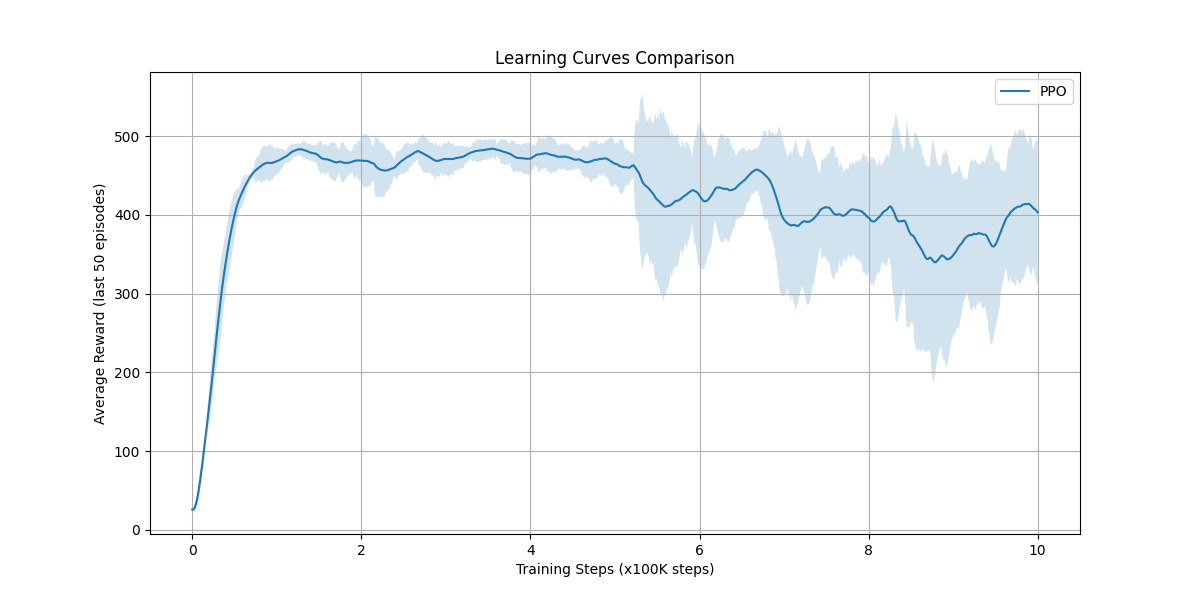 Learning Curves Comparison
PPO
Average Reward (last 50 episodes)
500
400
300
200
100
0
0 2 4 6 8 10
Training Steps (x100K steps)